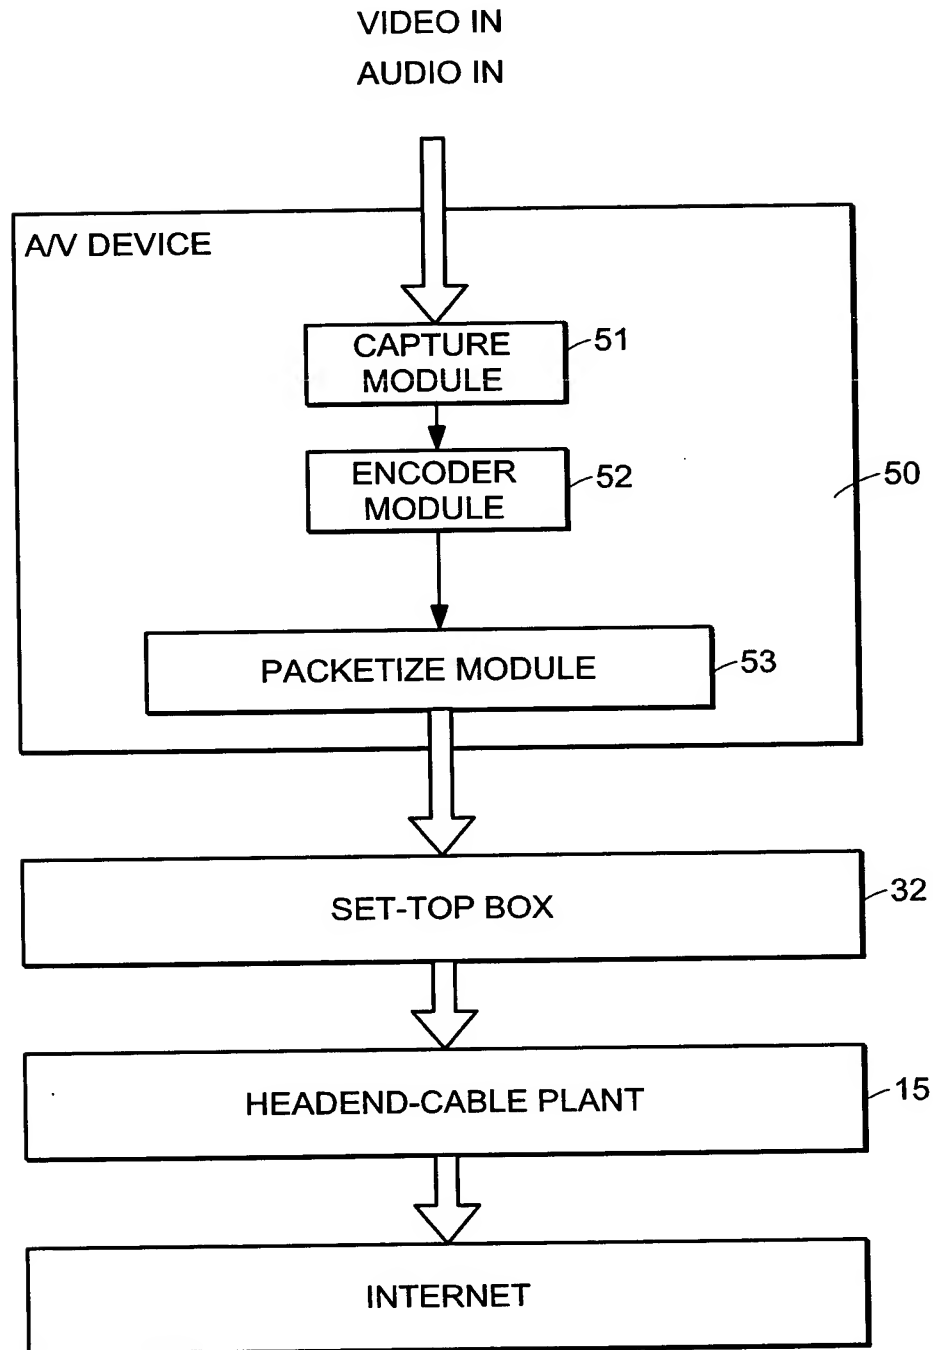 VIDEO IN
AUDIO IN
A/V DEVICE
CAPTURE
MODULE
51
ENCODER
MODULE
52
50
PACKETIZE MODULE
53
SET-TOP BOX
32
HEADEND-CABLE PLANT
15
INTERNET